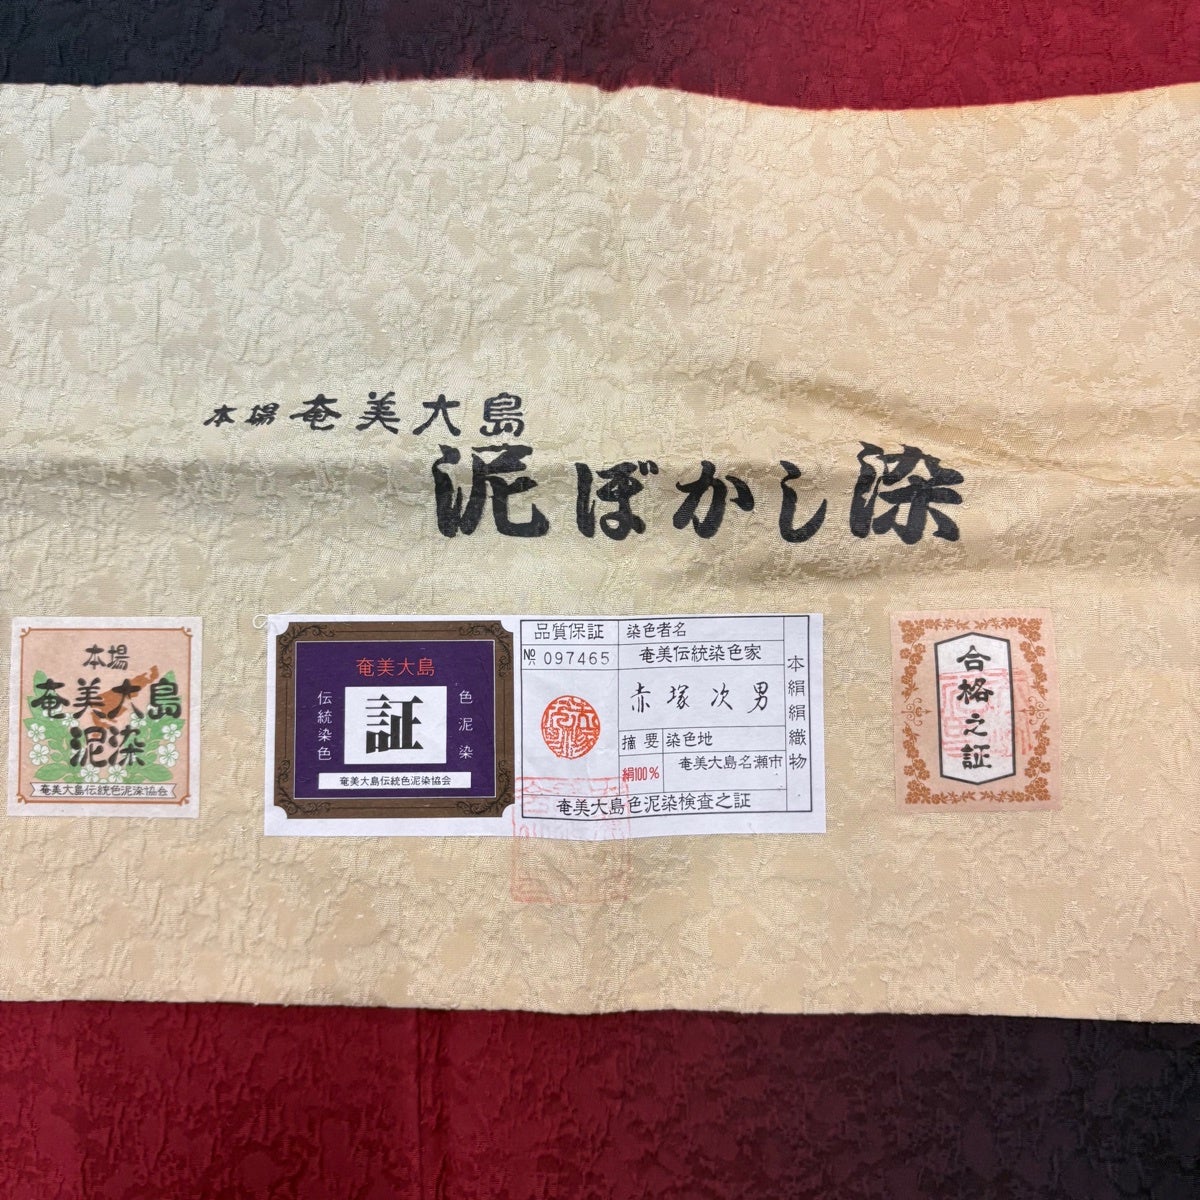 本場奄美大島
泥ぼかし染
本場
奄美大島
泥染
奄美大島伝統色泥染協会
奄美大島
伝統染色
証
色泥染
奄美大島伝統色泥染協会
品質保証
№ 097465
染色者名
奄美伝統染色家
赤塚次男
摘要
染色地
絹100%
奄美大島名瀬市
奄美大島色泥染検査之証
本絹絹織物
合格之証